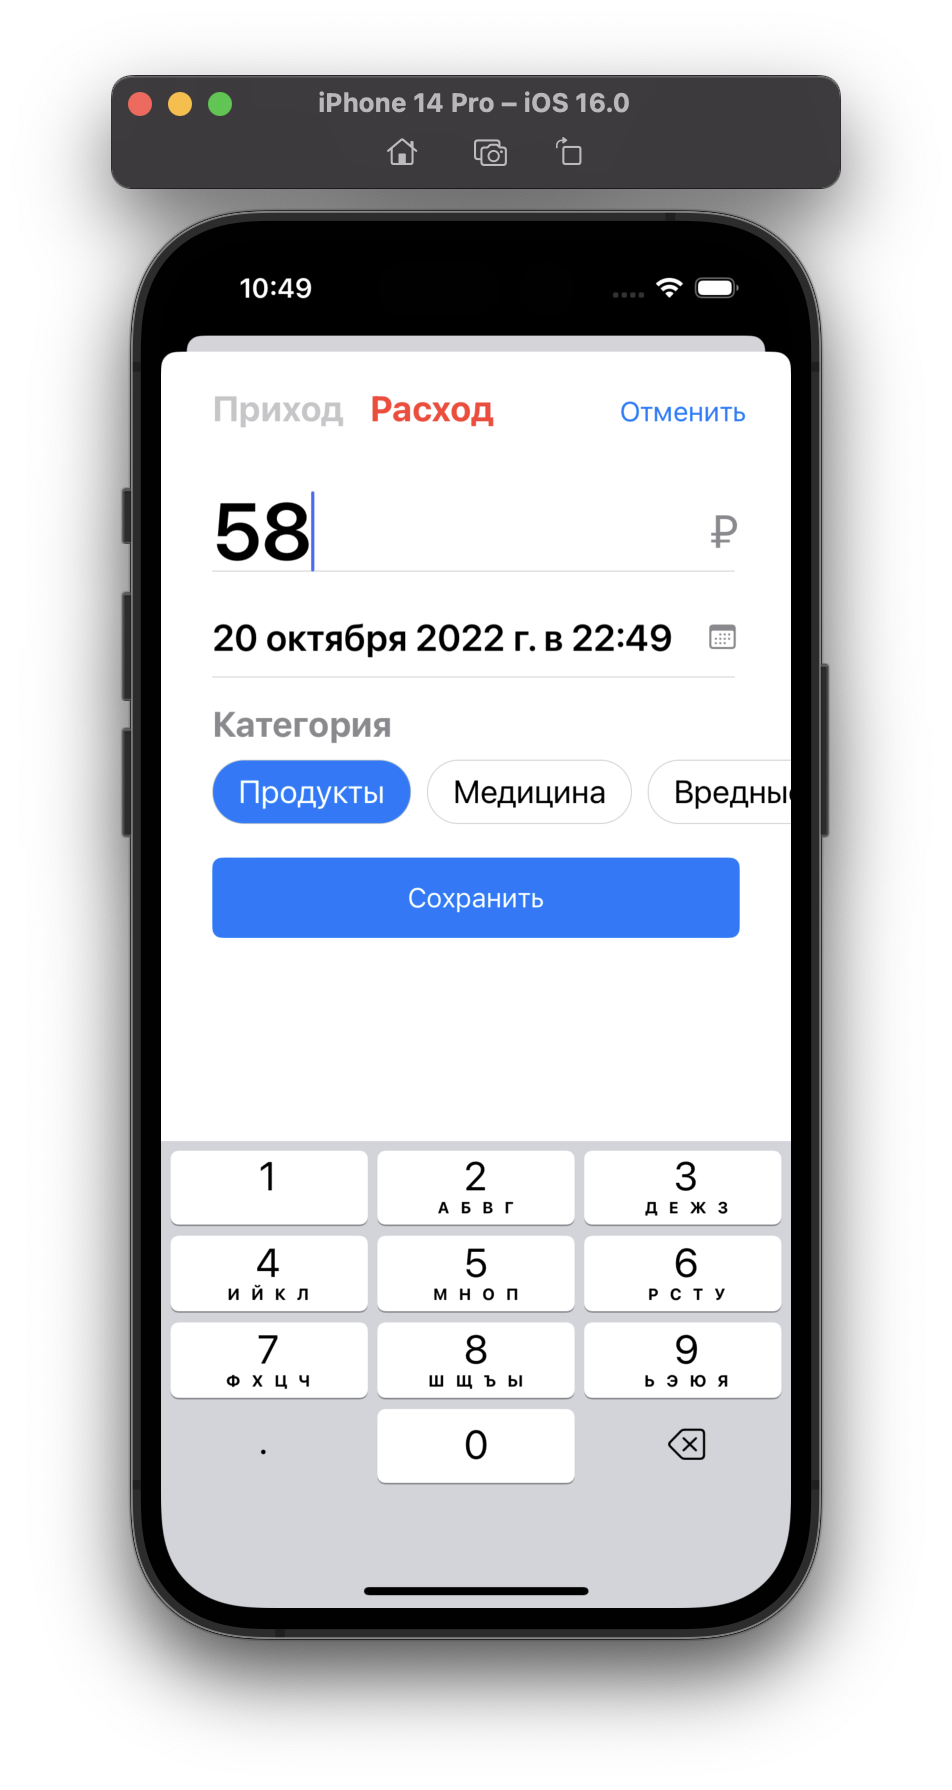 iPhone 14 Pro – iOS 16.0
10:49
Приход Расход Отменить
58 ₽
20 октября 2022 г. в 22:49
Категория
Продукты Медицина Вредны
Сохранить
1 2 3
А Б В Г Д Е Ж З
4 5 6
И Й К Л М Н О П Р С Т У
7 8 9
Ф Х Ц Ч Ш Щ Ъ Ы Ь Э Ю Я
. 0